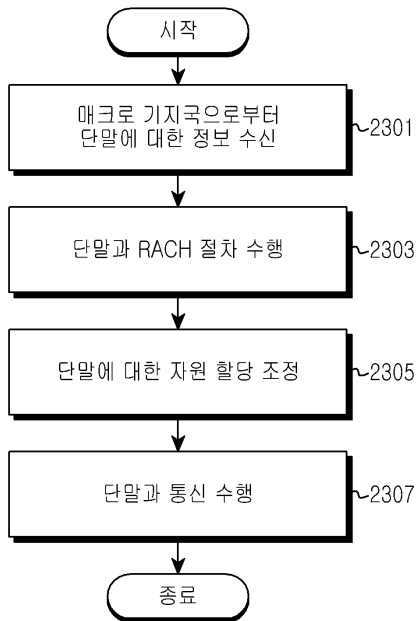 시작
매크로 기지국으로부터
단말에 대한 정보 수신
2301
단말과 RACH 절차 수행
2303
단말에 대한 자원 할당 조정
2305
단말과 통신 수행
2307
종료